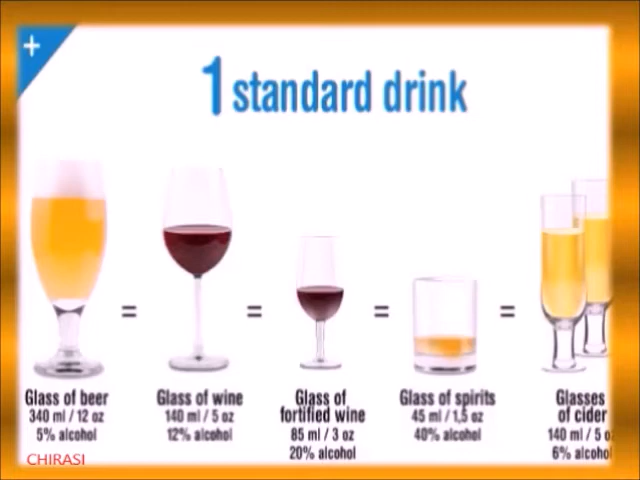 +
1 standard drink
= = = =
Glass of beer
340 ml / 12 oz
5% alcohol
Glass of wine
140 ml / 5 oz
12% alcohol
Glass of
fortified wine
85 ml / 3 oz
20% alcohol
Glass of spirits
45 ml / 1,5 oz
40% alcohol
Glasses
of cider
140 ml / 5
6% alcohol
CHIRASI